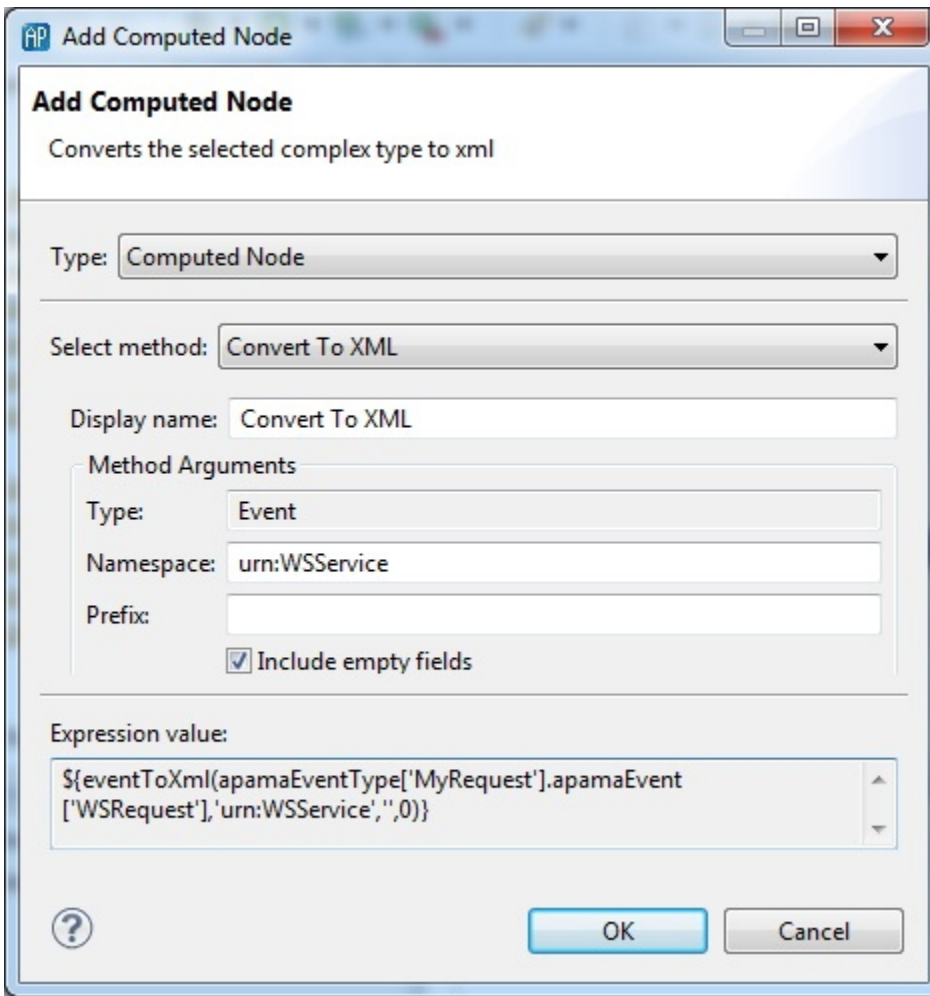 AP Add Computed Node
Add Computed Node
Converts the selected complex type to xml
Type: Computed Node
Select method: Convert To XML
Display name: Convert To XML
Method Arguments
Type: Event
Namespace: urn:WSService
Prefix:
Include empty fields
Expression value:
${eventToXml(apamaEventType['MyRequest'].apamaEvent
['WSRequest'],'urn:WSService','',0)}
? OK Cancel